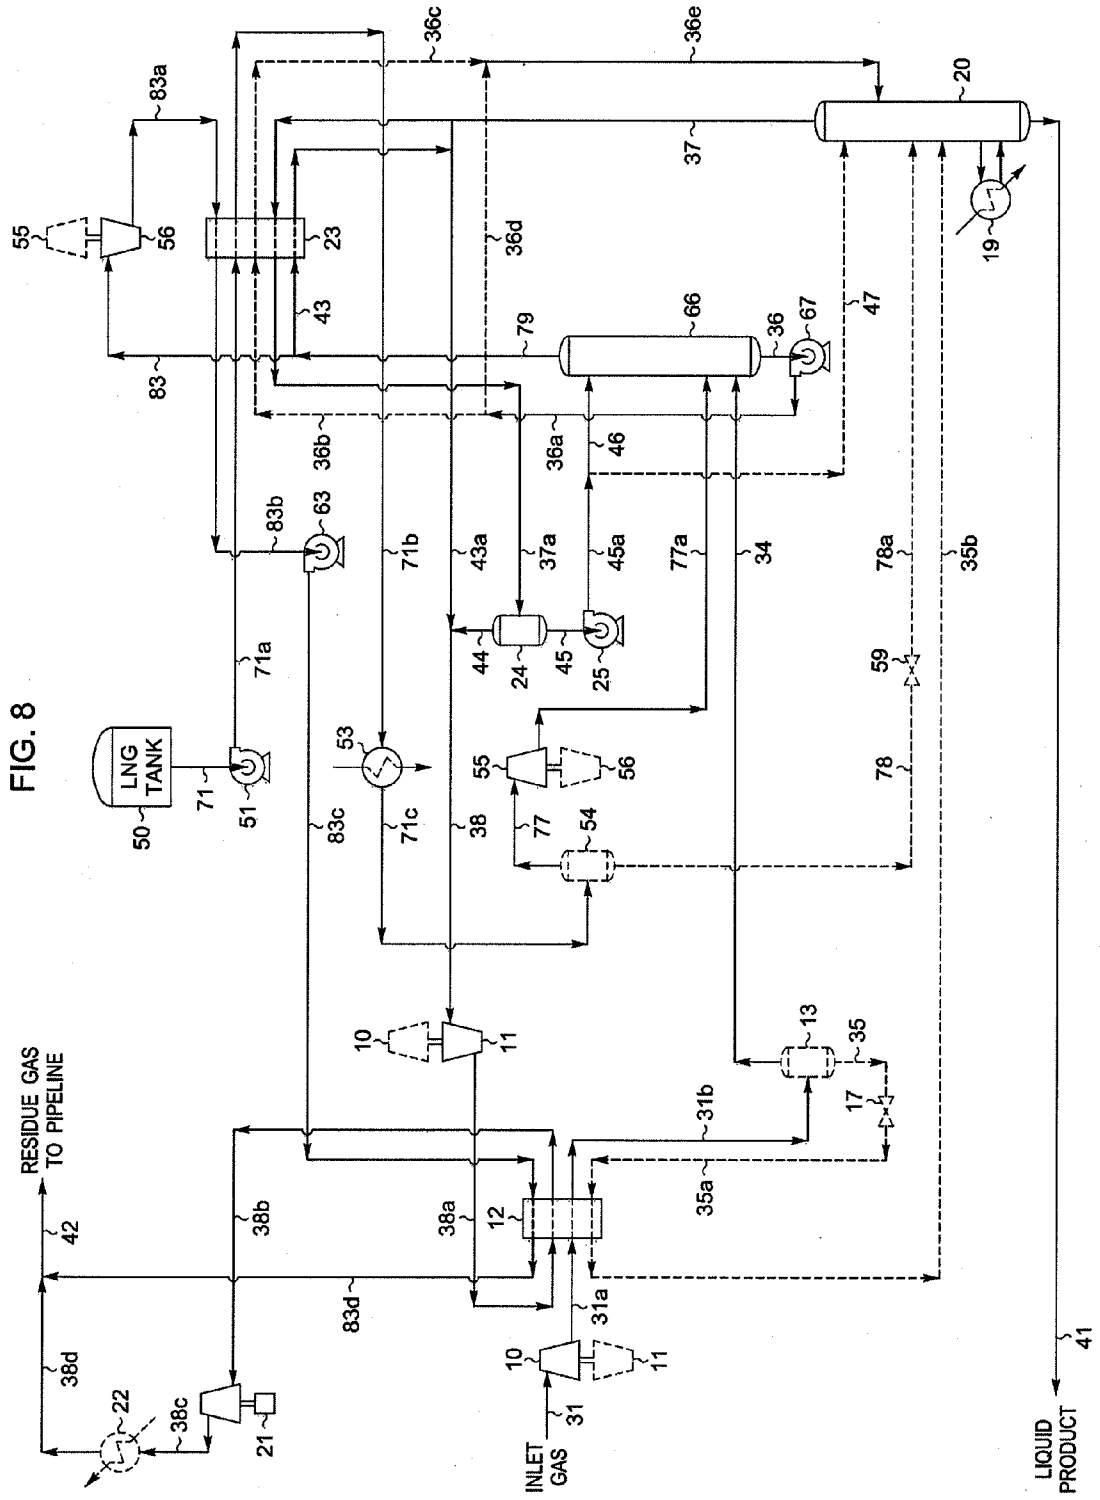 FIG. 8
RESIDUE GAS
TO PIPELINE
42
38d
22
38c
21
38b
83d
38a
12
31a
10
11
31
INLET
GAS
35a
31b
13
35
17
10
11
83c
38
71c
53
54
77
55
56
78
59
LNG
TANK
50
71
51
71a
83b
63
71b
43a
37a
44
24
45
25
45a
77a
34
78a
35b
83
36b
36a
46
43
79
66
36
67
47
55
56
83a
23
36c
36d
36e
37
20
19
41
LIQUID
PRODUCT